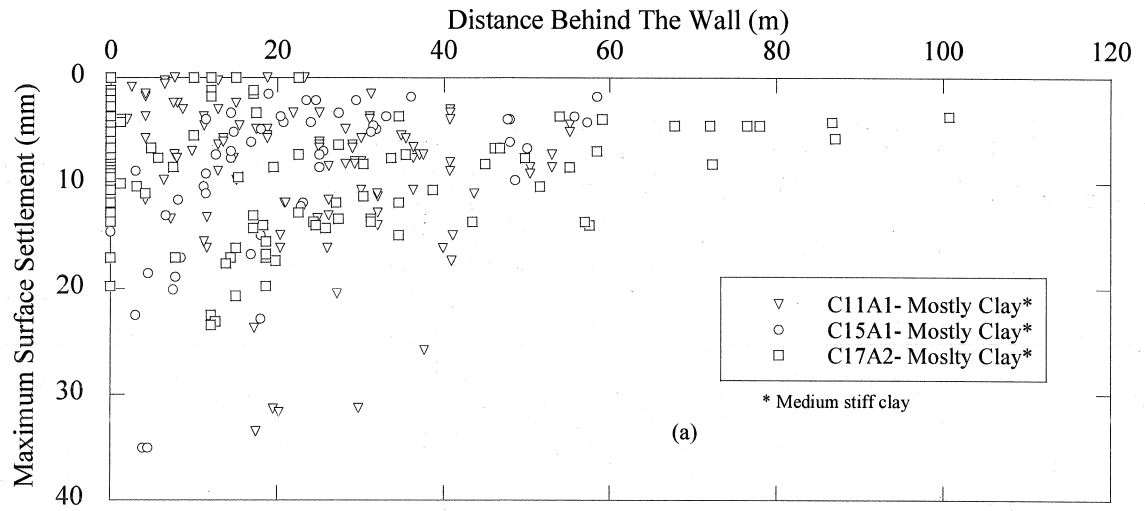 Distance Behind The Wall (m)
0 20 40 60 80 100 120
Maximum Surface Settlement (mm)
0
10
20
30
40
C11A1- Mostly Clay*
C15A1- Mostly Clay*
C17A2- Moslty Clay*
* Medium stiff clay
(a)